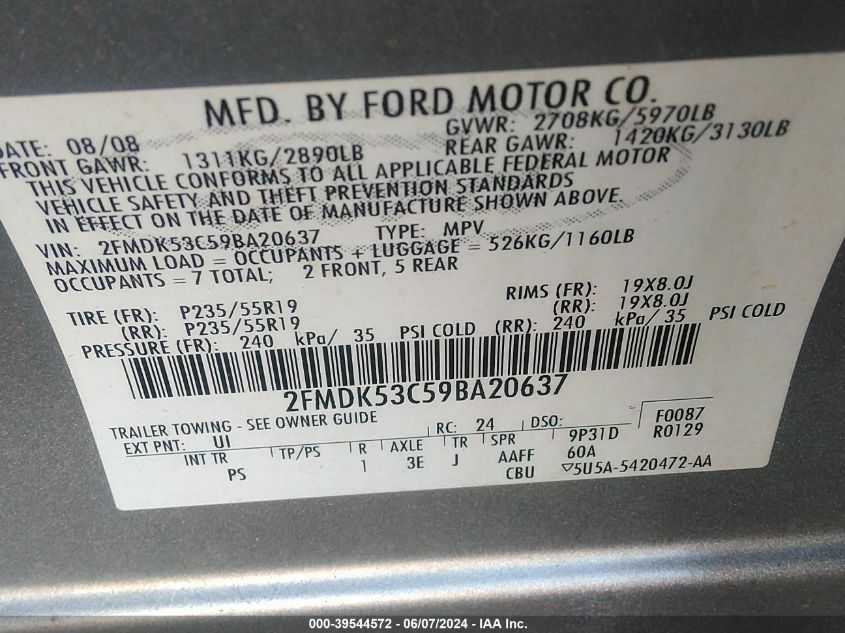 MFD. BY FORD MOTOR CO.
DATE: 08/08 GVWR: 2708KG/5970LB
FRONT GAWR: 1311KG/2890LB REAR GAWR: 1420KG/3130LB
THIS VEHICLE CONFORMS TO ALL APPLICABLE FEDERAL MOTOR
VEHICLE SAFETY AND THEFT PREVENTION STANDARDS
IN EFFECT ON THE DATE OF MANUFACTURE SHOWN ABOVE.
VIN: 2FMDK53C59BA20637 TYPE: MPV
MAXIMUM LOAD = OCCUPANTS + LUGGAGE = 526KG/1160LB
OCCUPANTS = 7 TOTAL; 2 FRONT, 5 REAR
TIRE (FR): P235/55R19 RIMS (FR): 19X8.0J
(RR): P235/55R19 (RR): 19X8.0J
PRESSURE (FR): 240 kPa/ 35 PSI COLD (RR): 240 kPa/ 35 PSI COLD
2FMDK53C59BA20637
TRAILER TOWING - SEE OWNER GUIDE
EXT PNT: UI RC: 24 DSO: F0087
INT TR TP/PS R AXLE TR SPR 9P31D R0129
PS 1 3E J AAFF 60A
CBU ▽5U5A-5420472-AA
000-39544572 - 06/07/2024 - IAA Inc.